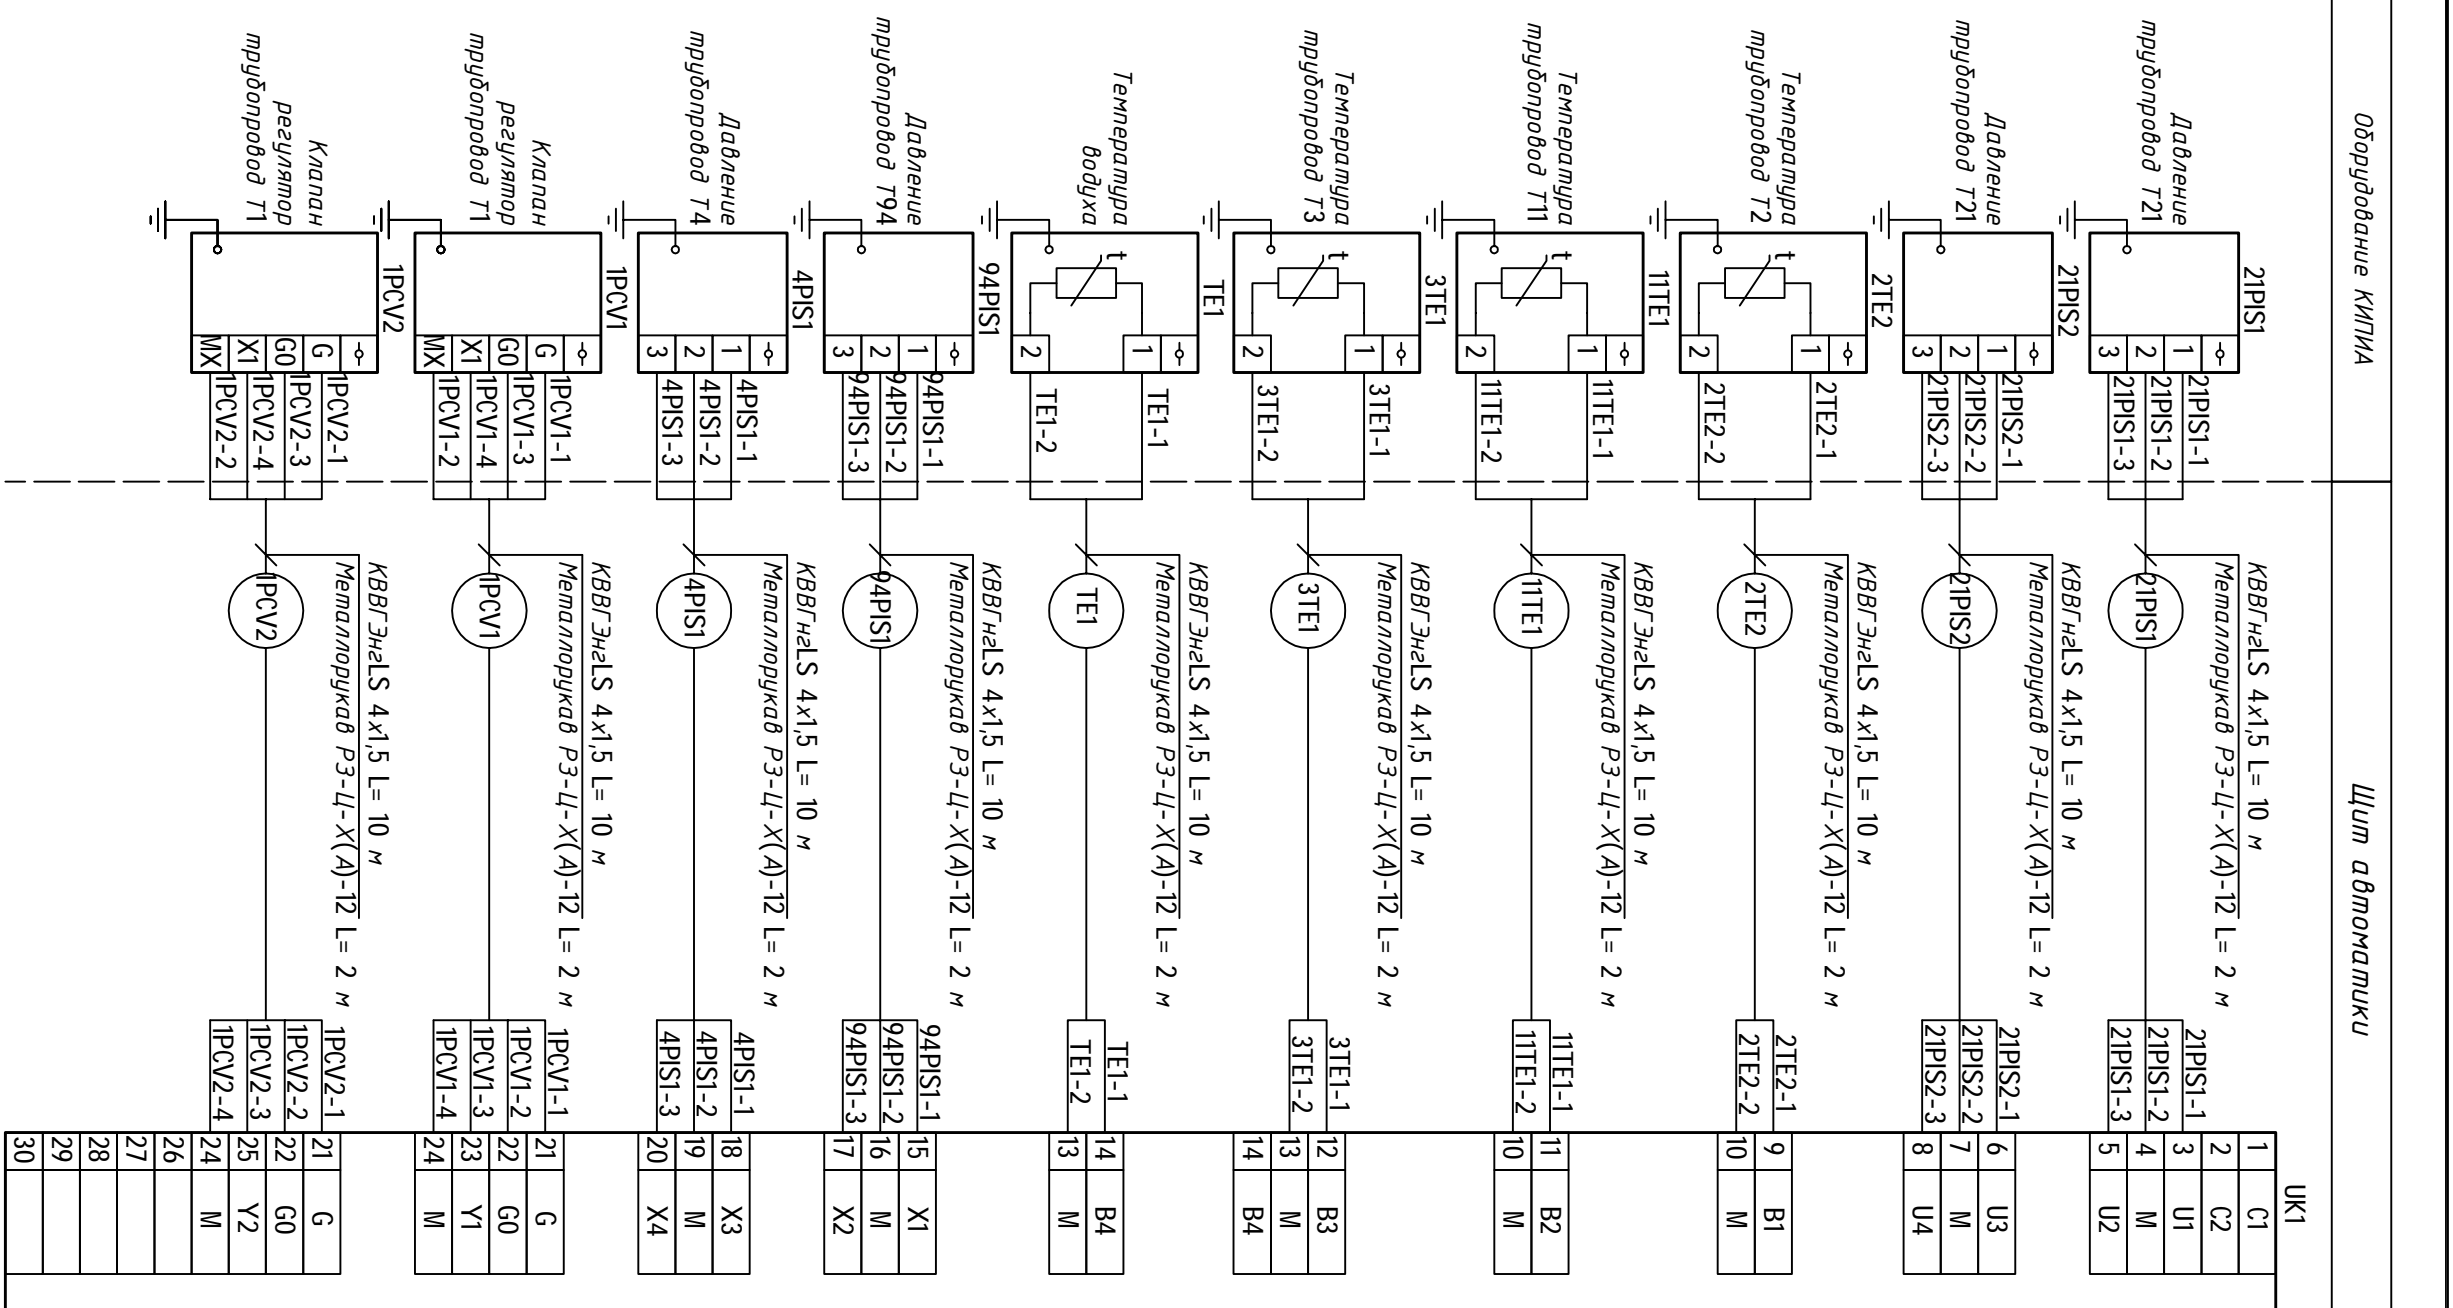 Оборудование КИПИА
Щит автоматики
UK1
Давление
трубопровод Т21
21PIS1
1 21PIS1-1
2 21PIS1-2
3 21PIS1-3
КВВГнгLS 4х1,5 L= 10 м
Металлорукав РЗ-Ц-Х(А)-12 L= 2 м
21PIS1
1 C1
2 C2
21PIS1-1 3 U1
21PIS1-2 4 M
21PIS1-3 5 U2
Давление
трубопровод Т21
21PIS2
1 21PIS2-1
2 21PIS2-2
3 21PIS2-3
КВВГнгLS 4х1,5 L= 10 м
Металлорукав РЗ-Ц-Х(А)-12 L= 2 м
21PIS2
21PIS2-1 6 U3
21PIS2-2 7 M
21PIS2-3 8 U4
Температура
трубопровод Т2
2TE2
t
1 2TE2-1
2 2TE2-2
КВВГЭнгLS 4х1,5 L= 10 м
Металлорукав РЗ-Ц-Х(А)-12 L= 2 м
2TE2
2TE2-1 9 B1
2TE2-2 10 M
Температура
трубопровод Т11
11TE1
t
1 11TE1-1
2 11TE1-2
КВВГЭнгLS 4х1,5 L= 10 м
Металлорукав РЗ-Ц-Х(А)-12 L= 2 м
11TE1
11TE1-1 11 B2
11TE1-2 10 M
Температура
трубопровод Т3
3TE1
t
1 3TE1-1
2 3TE1-2
КВВГЭнгLS 4х1,5 L= 10 м
Металлорукав РЗ-Ц-Х(А)-12 L= 2 м
3TE1
3TE1-1 12 B3
3TE1-2 13 M
14 B4
Температура
водуха
TE1
t
1 TE1-1
2 TE1-2
КВВГЭнгLS 4х1,5 L= 10 м
Металлорукав РЗ-Ц-Х(А)-12 L= 2 м
TE1
TE1-1 14 B4
TE1-2 13 M
Давление
трубопровод Т94
94PIS1
1 94PIS1-1
2 94PIS1-2
3 94PIS1-3
КВВГнгLS 4х1,5 L= 10 м
Металлорукав РЗ-Ц-Х(А)-12 L= 2 м
94PIS1
94PIS1-1 15 X1
94PIS1-2 16 M
94PIS1-3 17 X2
Давление
трубопровод Т4
4PIS1
1 4PIS1-1
2 4PIS1-2
3 4PIS1-3
КВВГнгLS 4х1,5 L= 10 м
Металлорукав РЗ-Ц-Х(А)-12 L= 2 м
4PIS1
4PIS1-1 18 X3
4PIS1-2 19 M
4PIS1-3 20 X4
Клапан
регулятор
трубопровод Т1
1PCV1
G 1PCV1-1
G0 1PCV1-3
X1 1PCV1-4
MX 1PCV1-2
КВВГЭнгLS 4х1,5 L= 10 м
Металлорукав РЗ-Ц-Х(А)-12 L= 2 м
1PCV1
1PCV1-1 21 G
1PCV1-2 22 G0
1PCV1-3 23 Y1
1PCV1-4 24 M
Клапан
регулятор
трубопровод Т1
1PCV2
G 1PCV2-1
G0 1PCV2-3
X1 1PCV2-4
MX 1PCV2-2
КВВГЭнгLS 4х1,5 L= 10 м
Металлорукав РЗ-Ц-Х(А)-12 L= 2 м
1PCV2
1PCV2-1 21 G
1PCV2-2 22 G0
1PCV2-3 25 Y2
1PCV2-4 24 M
26
27
28
29
30